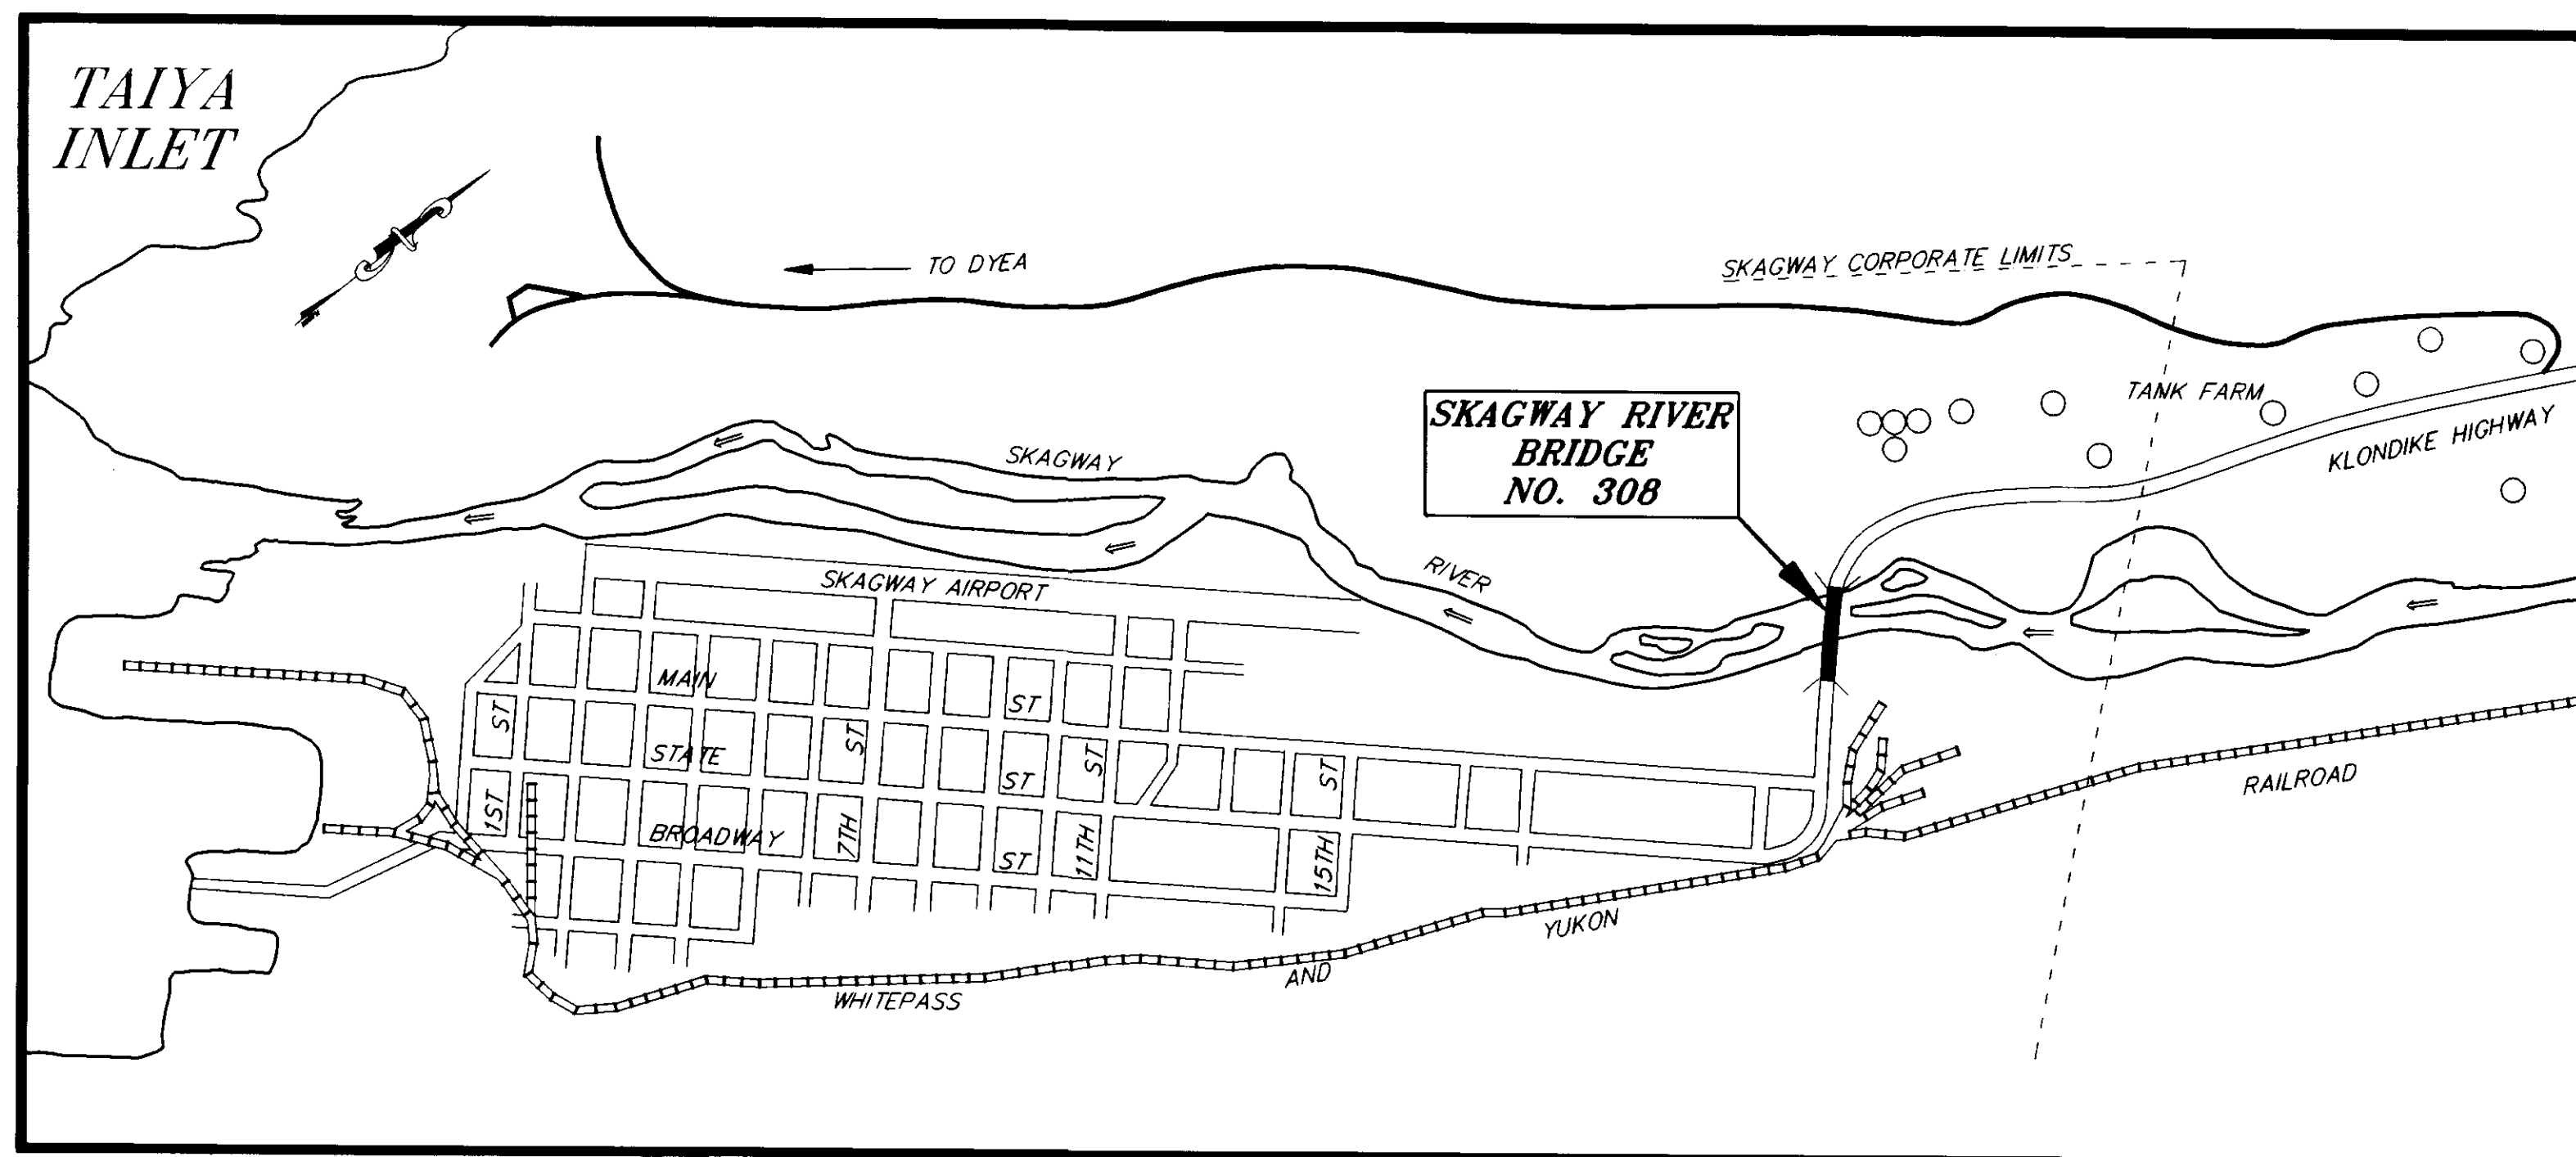 TAIYA
INLET
TO DYEA
SKAGWAY CORPORATE LIMITS
TANK FARM
KLONDIKE HIGHWAY
SKAGWAY RIVER
BRIDGE
NO. 308
SKAGWAY
RIVER
SKAGWAY AIRPORT
MAIN ST
STATE ST
BROADWAY ST
1ST ST
7TH ST
11TH ST
15TH ST
WHITEPASS AND YUKON RAILROAD